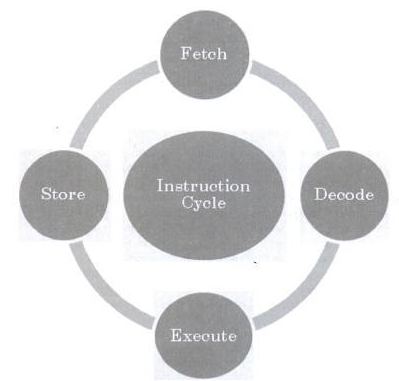 Fetch
Store
Instruction
Cycle
Decode
Execute